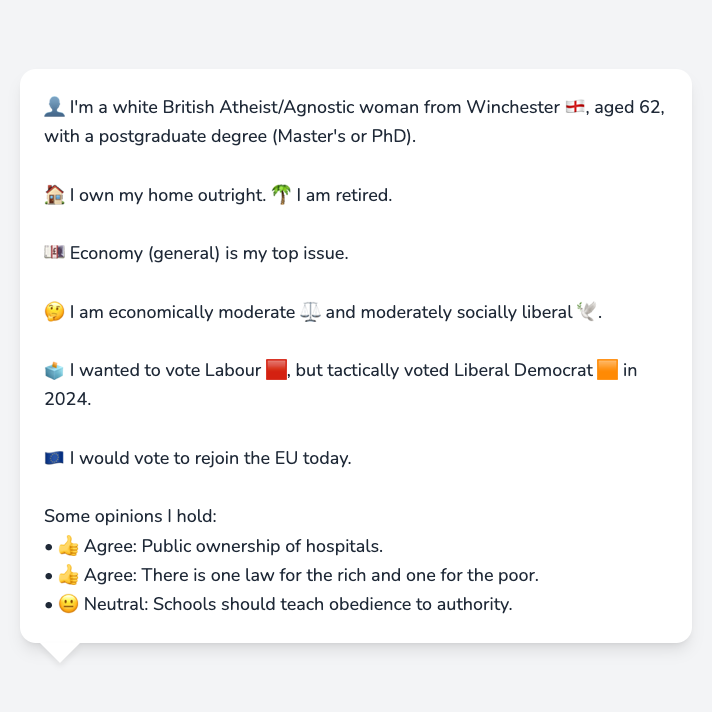 👤 I'm a white British Atheist/Agnostic woman from Winchester 🏴󠁧󠁢󠁥󠁮󠁧󠁿, aged 62,
with a postgraduate degree (Master's or PhD).
🏠 I own my home outright. 🌴 I am retired.
💷 Economy (general) is my top issue.
🤔 I am economically moderate ⚖️ and moderately socially liberal 🕊️.
🗳️ I wanted to vote Labour 🟥, but tactically voted Liberal Democrat 🟧 in
2024.
🇪🇺 I would vote to rejoin the EU today.
Some opinions I hold:
• 👍 Agree: Public ownership of hospitals.
• 👍 Agree: There is one law for the rich and one for the poor.
• 😐 Neutral: Schools should teach obedience to authority.